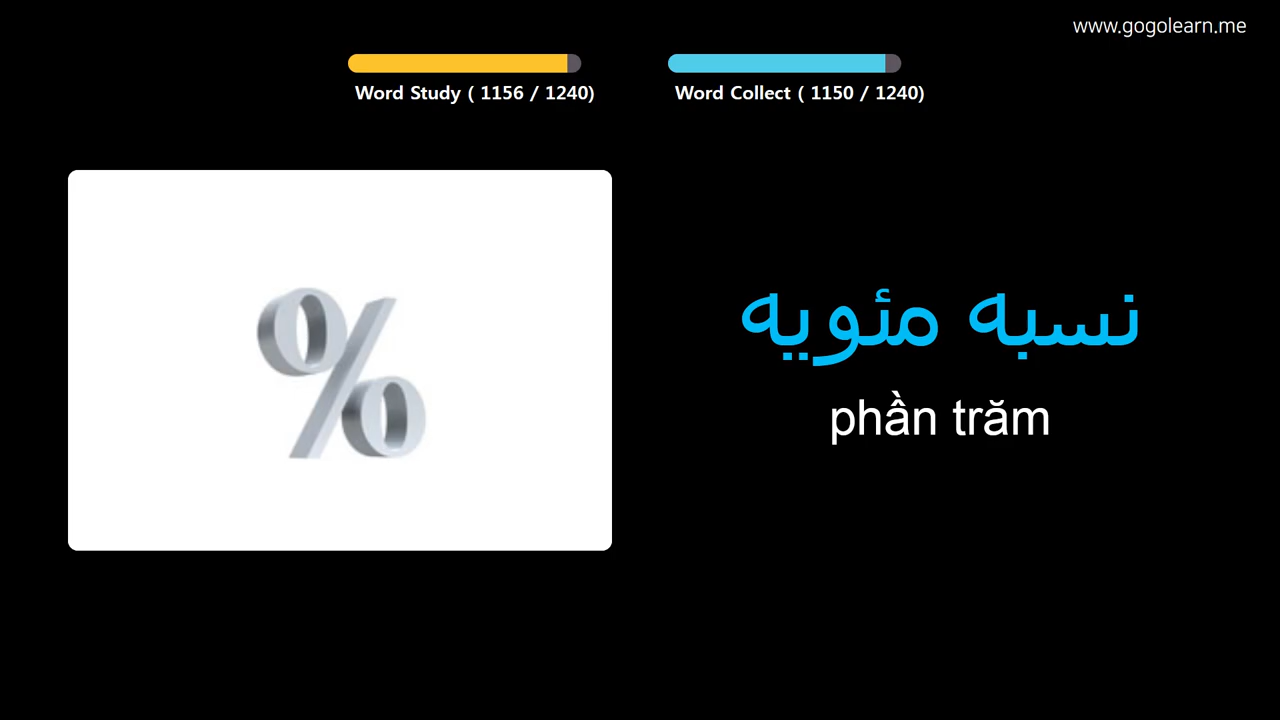 www.gogolearn.me
Word Study ( 1156 / 1240)
Word Collect ( 1150 / 1240)
%
نسبه مئويه
phần trăm